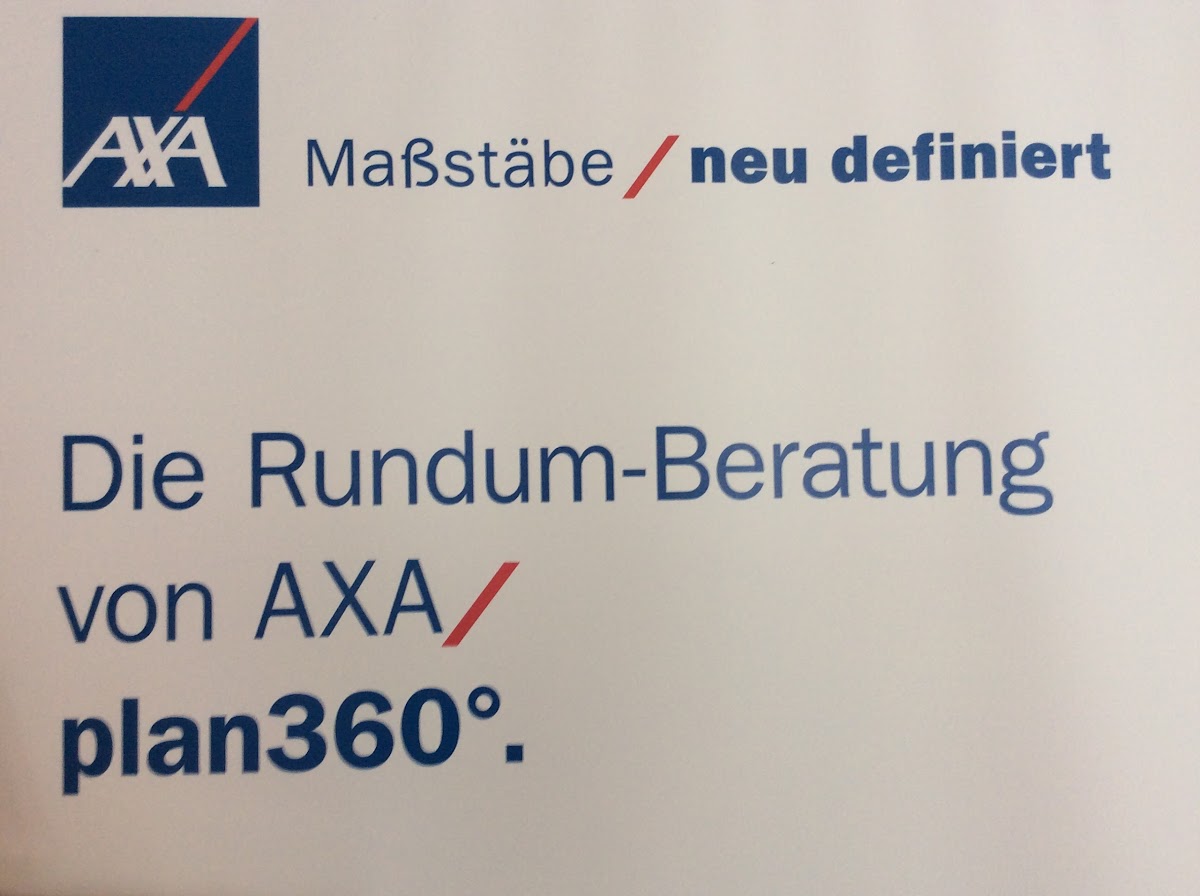 AXA
Maßstäbe / neu definiert
Die Rundum-Beratung
von AXA/
plan360°.